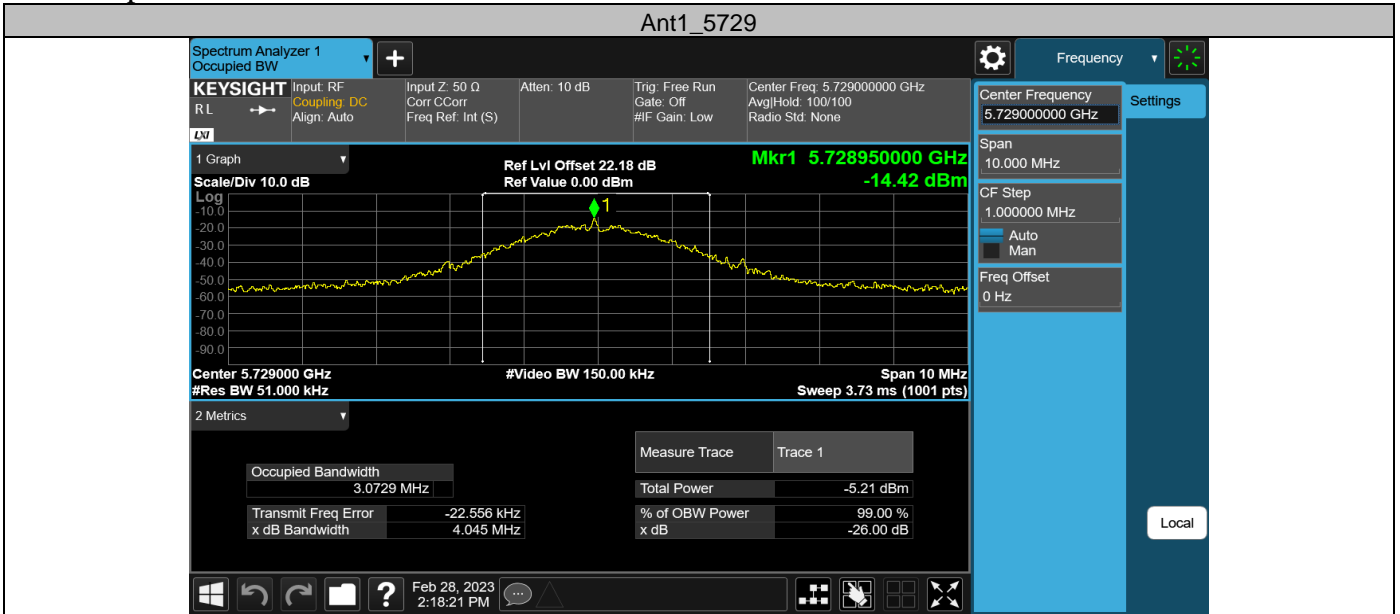 Ant1_5729
Spectrum Analyzer 1
Occupied BW
+
Frequency
KEYSIGHT
RL
LXI
Input: RF
Coupling: DC
Align: Auto
Input Z: 50 Ω
Corr CCorr
Freq Ref: Int (S)
Atten: 10 dB
Trig: Free Run
Gate: Off
#IF Gain: Low
Center Freq: 5.729000000 GHz
Avg|Hold: 100/100
Radio Std: None
Center Frequency
5.729000000 GHz
Settings
Span
10.000 MHz
CF Step
1.000000 MHz
Auto
Man
Freq Offset
0 Hz
Local
1 Graph
Scale/Div 10.0 dB
Ref Lvl Offset 22.18 dB
Ref Value 0.00 dBm
Mkr1 5.728950000 GHz
-14.42 dBm
Log
-10.0
-20.0
-30.0
-40.0
-50.0
-60.0
-70.0
-80.0
-90.0
1
Center 5.729000 GHz
#Res BW 51.000 kHz
#Video BW 150.00 kHz
Span 10 MHz
Sweep 3.73 ms (1001 pts)
2 Metrics
Measure Trace Trace 1
Occupied Bandwidth
3.0729 MHz
Total Power -5.21 dBm
Transmit Freq Error -22.556 kHz
% of OBW Power 99.00 %
x dB Bandwidth 4.045 MHz
x dB -26.00 dB
?
Feb 28, 2023
2:18:21 PM